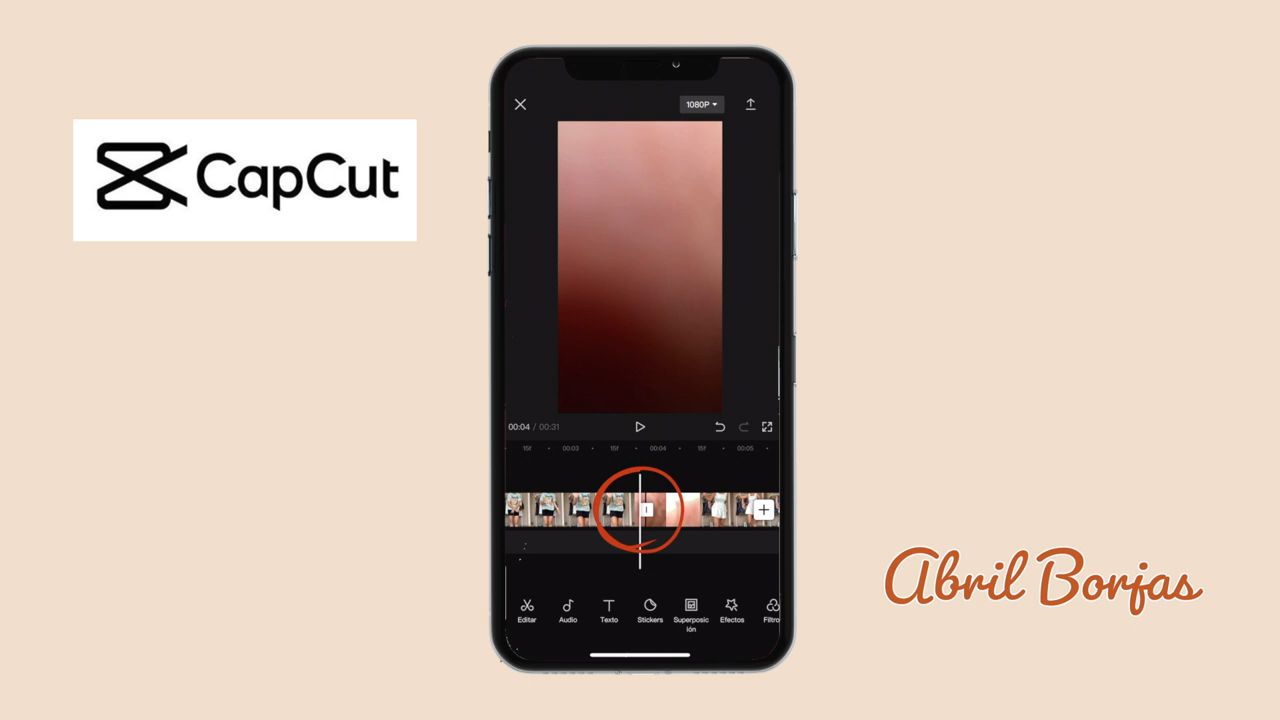 CapCut
1080P
00:04 / 00:31
15f 00:03 15f 00:04 15f 00:05
Editar Audio Texto Stickers Superposic Efectos Filtro
ión
Abril Borjas